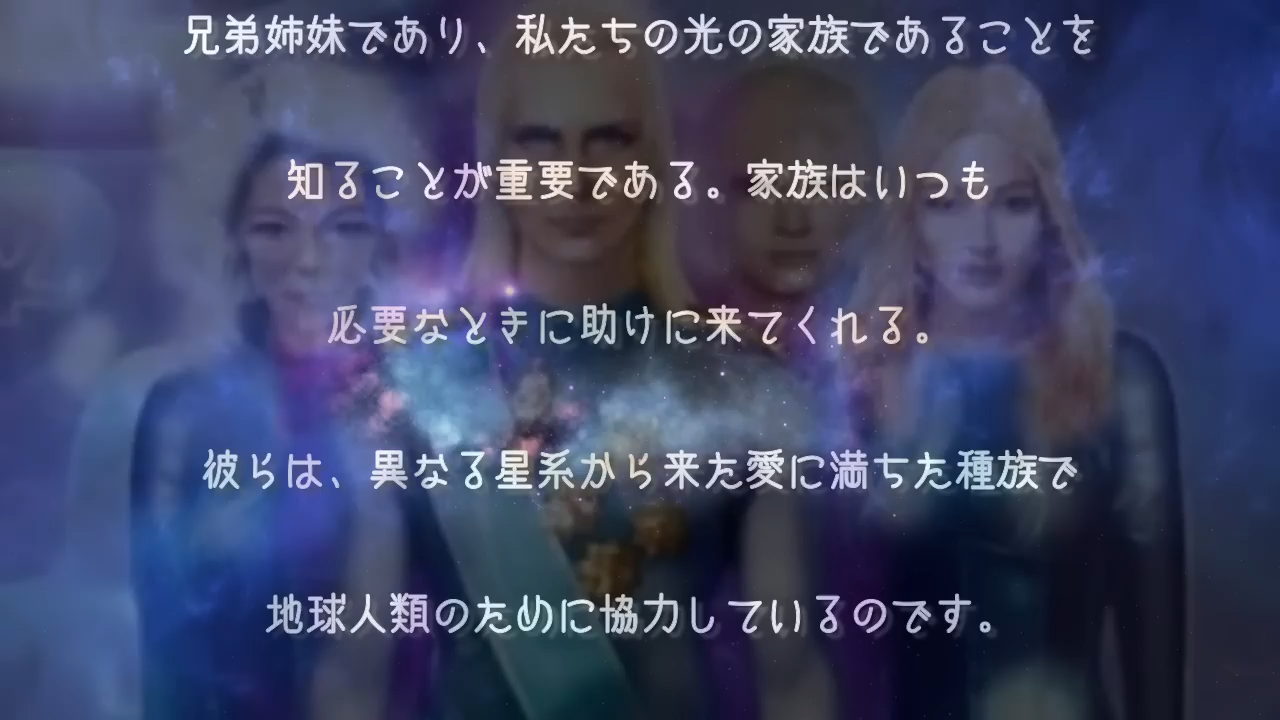 兄弟姉妹であり、私たちの光の家族であることを
知ることが重要である。家族はいつも
必要なときに助けに来てくれる。
彼らは、異なる星系から来た愛に満ちた種族で
地球人類のために協力しているのです。